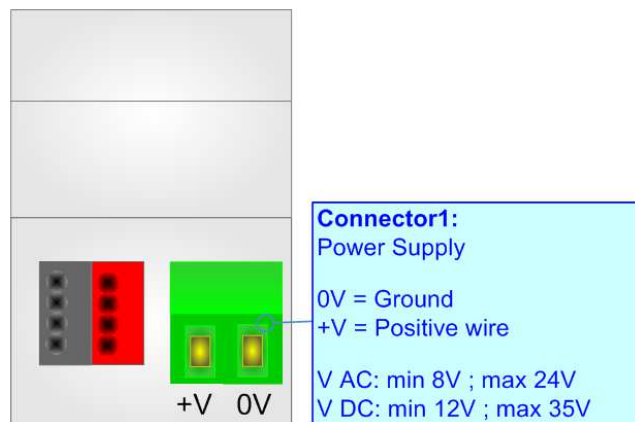 Connector1:
Power Supply
0V = Ground
+V = Positive wire
V AC: min 8V ; max 24V
V DC: min 12V ; max 35V
+V 0V